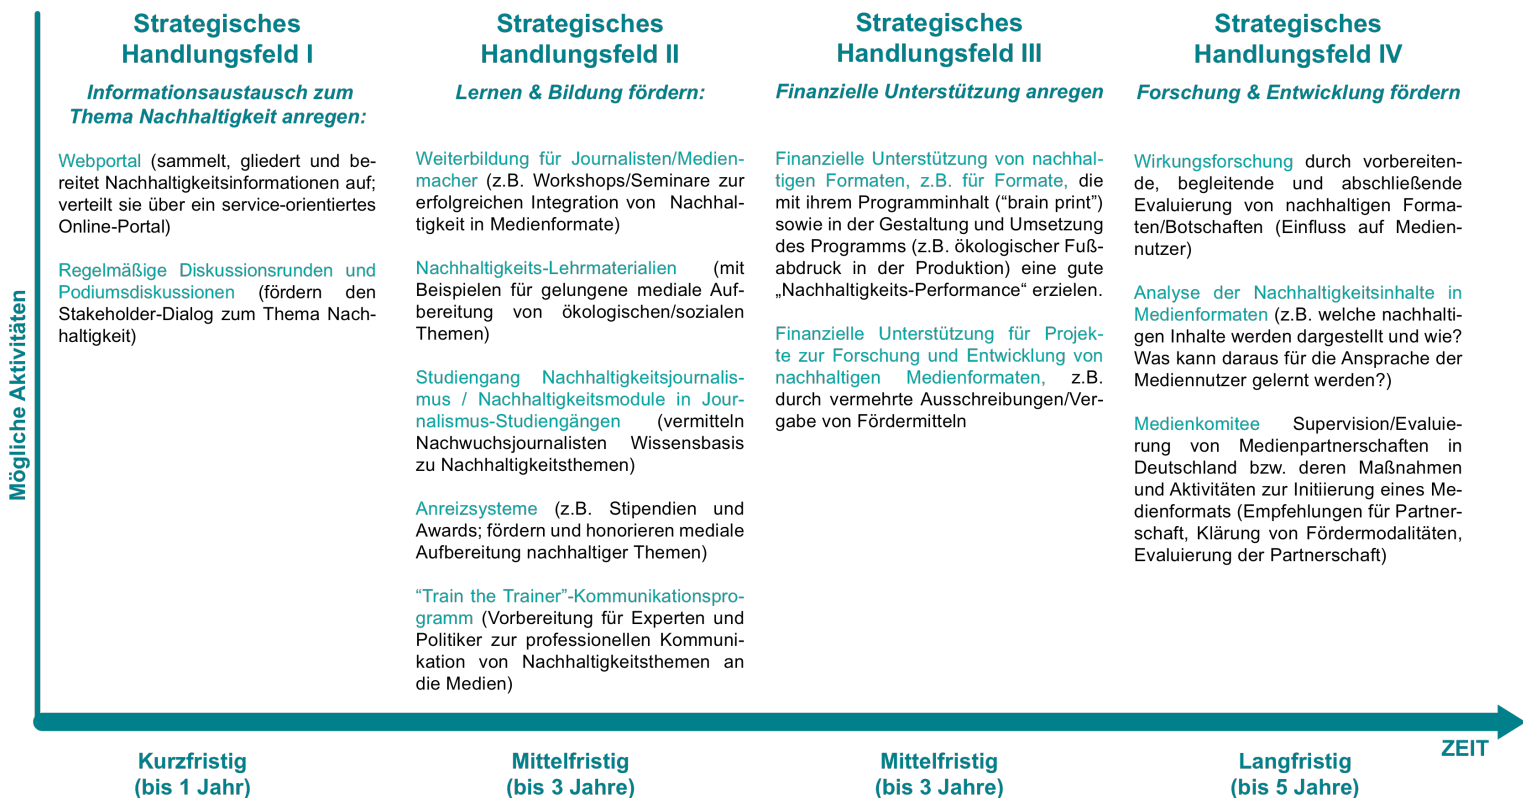 Strategisches
Handlungsfeld I
Informationsaustausch zum
Thema Nachhaltigkeit anregen:
Webportal (sammelt, gliedert und be-
reitet Nachhaltigkeitsinformationen auf;
verteilt sie über ein service-orientiertes
Online-Portal)
Regelmäßige Diskussionsrunden und
Podiumsdiskussionen (fördern den
Stakeholder-Dialog zum Thema Nach-
haltigkeit)
Strategisches
Handlungsfeld II
Lernen & Bildung fördern:
Weiterbildung für Journalisten/Medien-
macher (z.B. Workshops/Seminare zur
erfolgreichen Integration von Nachhal-
tigkeit in Medienformate)
Nachhaltigkeits-Lehrmaterialien (mit
Beispielen für gelungene mediale Auf-
bereitung von ökologischen/sozialen
Themen)
Studiengang Nachhaltigkeitsjournalis-
mus / Nachhaltigkeitsmodule in Jour-
nalismus-Studiengängen (vermitteln
Nachwuchsjournalisten Wissensbasis
zu Nachhaltigkeitsthemen)
Anreizsysteme (z.B. Stipendien und
Awards; fördern und honorieren mediale
Aufbereitung nachhaltiger Themen)
“Train the Trainer”-Kommunikationspro-
gramm (Vorbereitung für Experten und
Politiker zur professionellen Kommuni-
kation von Nachhaltigkeitsthemen an
die Medien)
Strategisches
Handlungsfeld III
Finanzielle Unterstützung anregen
Finanzielle Unterstützung von nachhal-
tigen Formaten, z.B. für Formate, die
mit ihrem Programminhalt (“brain print”)
sowie in der Gestaltung und Umsetzung
des Programms (z.B. ökologischer Fuß-
abdruck in der Produktion) eine gute
„Nachhaltigkeits-Performance“ erzielen.
Finanzielle Unterstützung für Projek-
te zur Forschung und Entwicklung von
nachhaltigen Medienformaten, z.B.
durch vermehrte Ausschreibungen/Ver-
gabe von Fördermitteln
Strategisches
Handlungsfeld IV
Forschung & Entwicklung fördern
Wirkungsforschung durch vorbereiten-
de, begleitende und abschließende
Evaluierung von nachhaltigen Forma-
ten/Botschaften (Einfluss auf Medien-
nutzer)
Analyse der Nachhaltigkeitsinhalte in
Medienformaten (z.B. welche nachhalti-
gen Inhalte werden dargestellt und wie?
Was kann daraus für die Ansprache der
Mediennutzer gelernt werden?)
Medienkomitee Supervision/Evaluie-
rung von Medienpartnerschaften in
Deutschland bzw. deren Maßnahmen
und Aktivitäten zur Initiierung eines Me-
dienformats (Empfehlungen für Partner-
schaft, Klärung von Fördermodalitäten,
Evaluierung der Partnerschaft)
Mögliche Aktivitäten
ZEIT
Kurzfristig
(bis 1 Jahr)
Mittelfristig
(bis 3 Jahre)
Mittelfristig
(bis 3 Jahre)
Langfristig
(bis 5 Jahre)